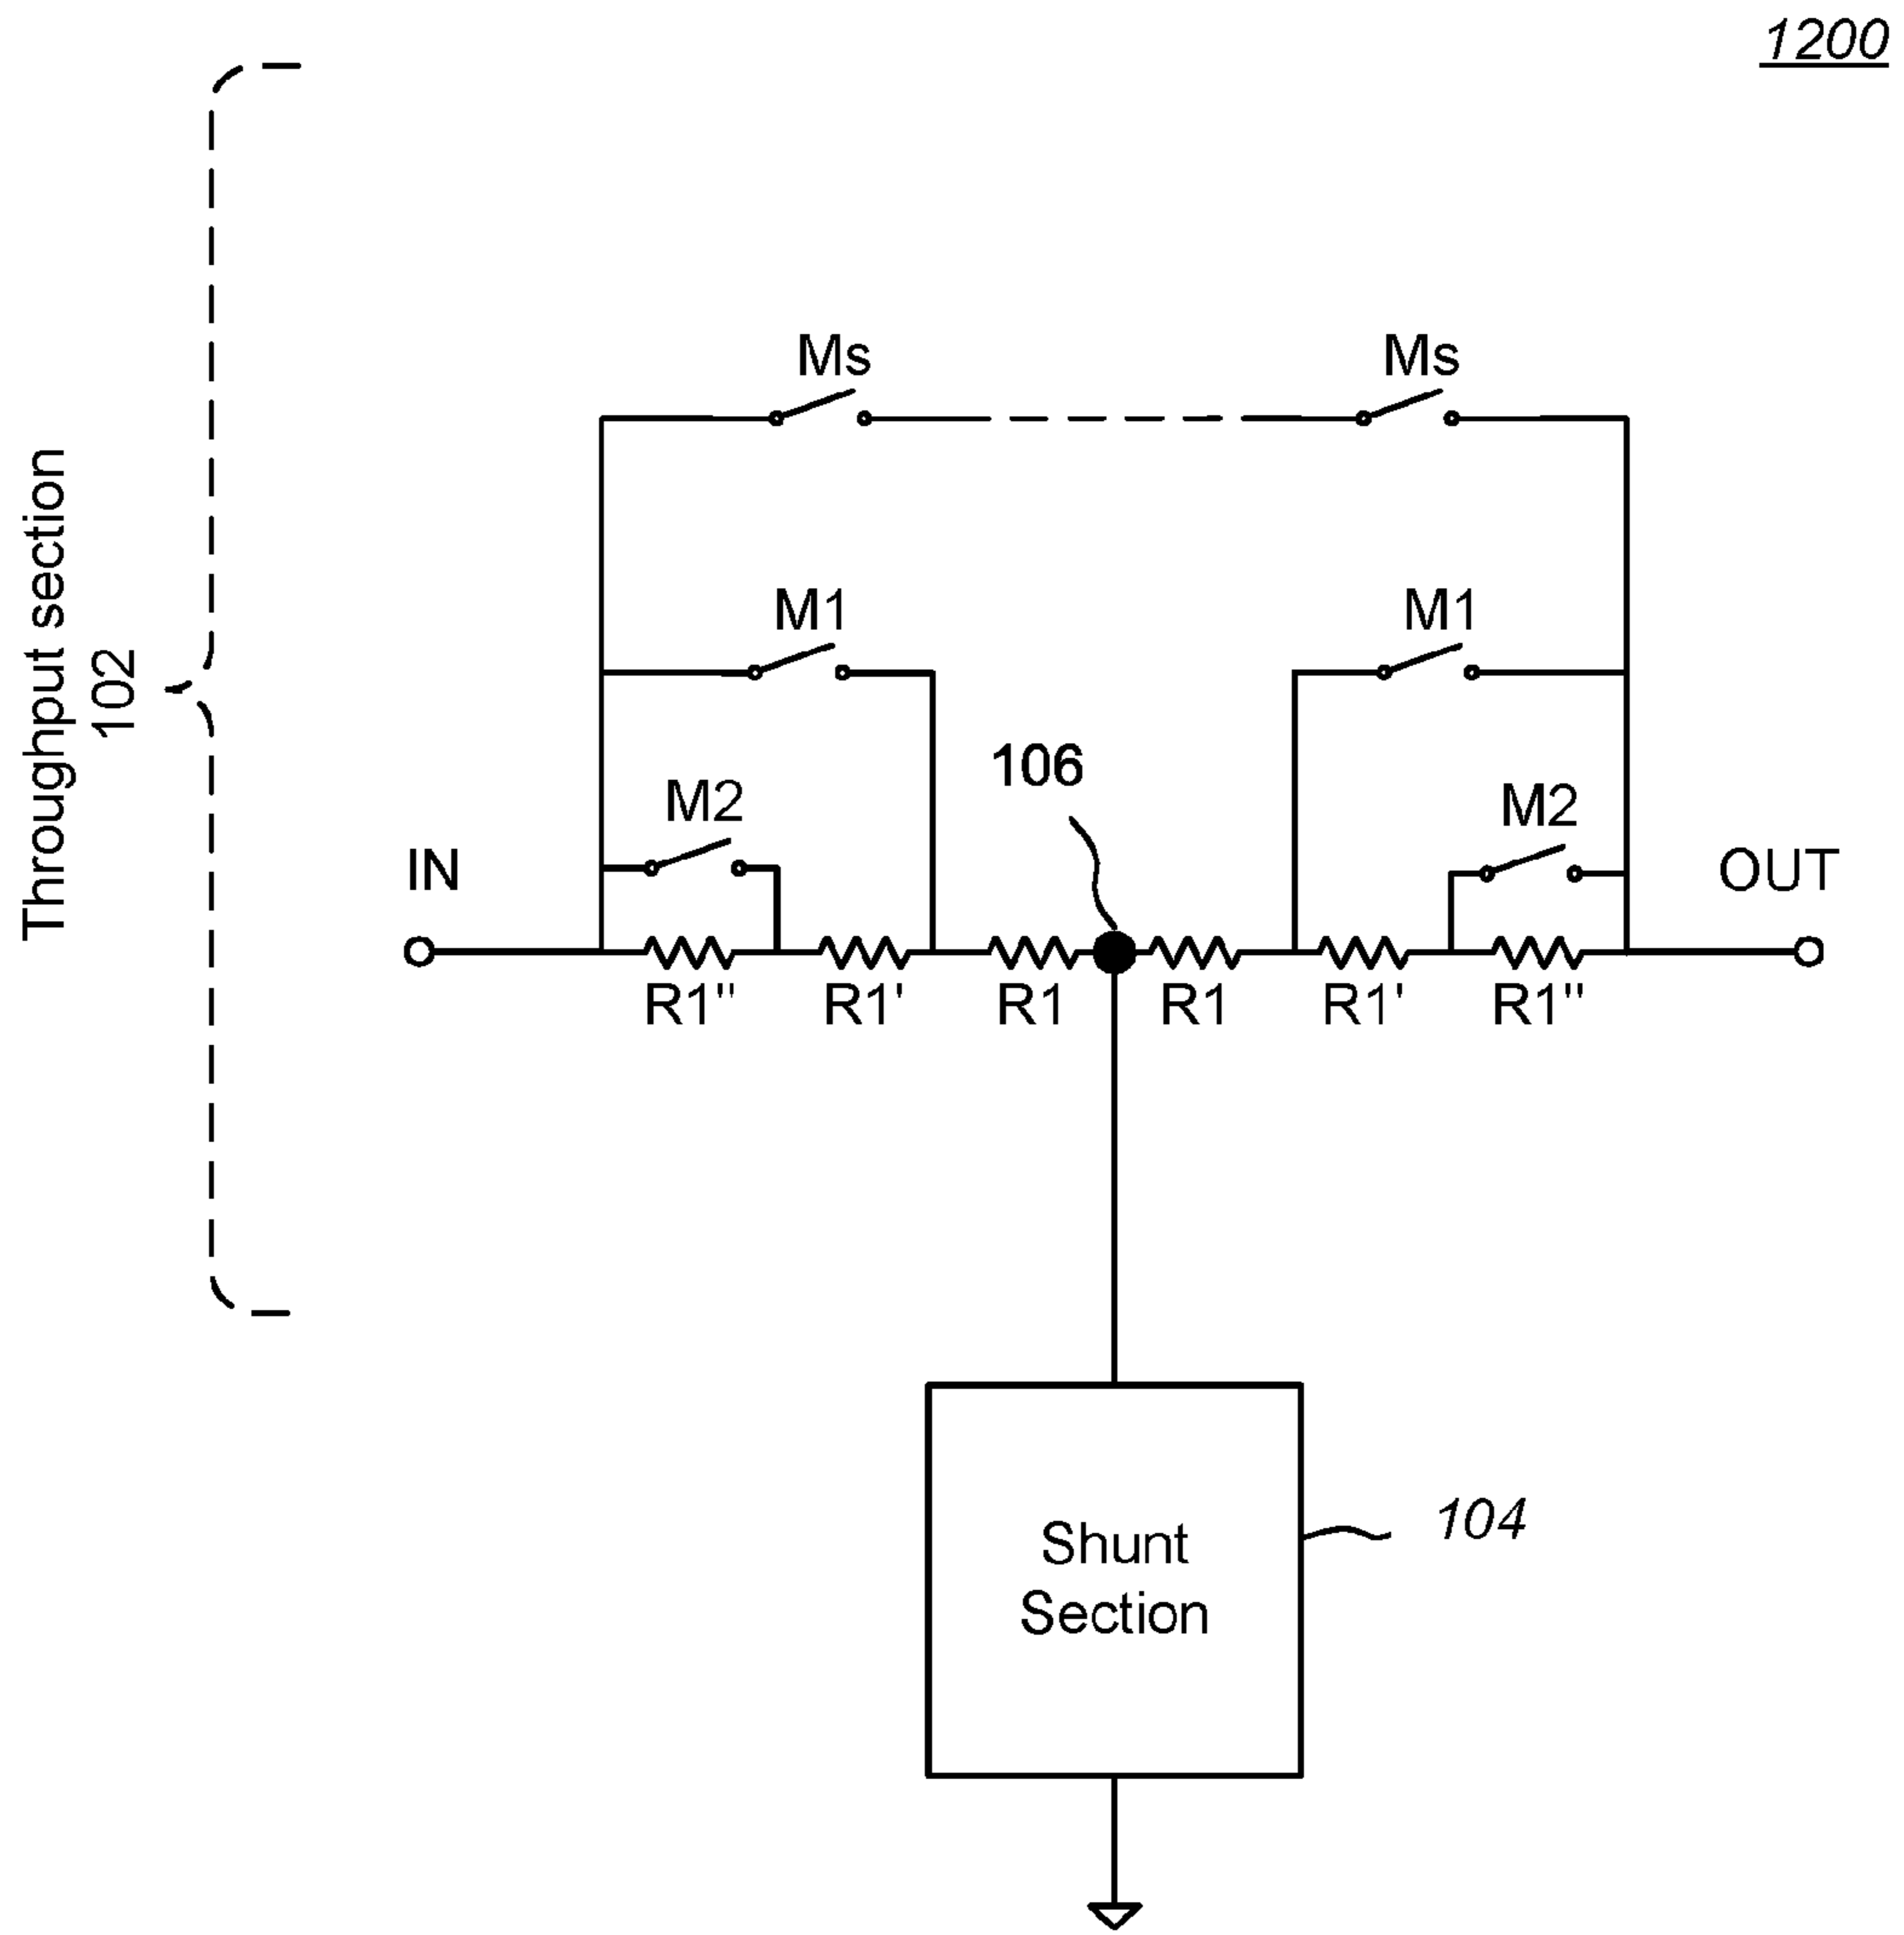 1200
Throughput section
102
Ms Ms
M1 M1
106
M2 M2
IN OUT
R1" R1' R1 R1 R1' R1"
Shunt
Section
104